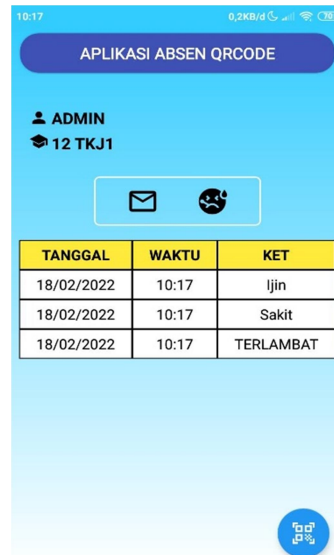 10:17 0,2KB/d 70
APLIKASI ABSEN QRCODE
ADMIN
12 TKJ1
TANGGAL WAKTU KET
18/02/2022 10:17 Ijin
18/02/2022 10:17 Sakit
18/02/2022 10:17 TERLAMBAT